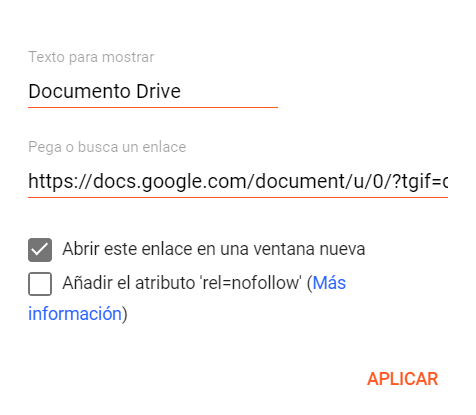 Texto para mostrar
Documento Drive
Pega o busca un enlace
https://docs.google.com/document/u/0/?tgif=d
Abrir este enlace en una ventana nueva
Añadir el atributo 'rel=nofollow' (Más
información)
APLICAR